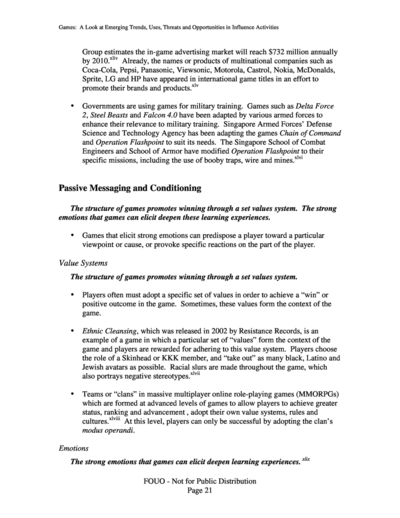 Games: A Look at Emerging Trends, Uses, Threats and Opportunities in Influence Activities
Group estimates the in-game advertising market will reach $732 million annually
by 2010.xliv Already, the names or products of multinational companies such as
Coca-Cola, Pepsi, Panasonic, Viewsonic, Motorola, Castrol, Nokia, McDonalds,
Sprite, LG and HP have appeared in international game titles in an effort to
promote their brands and products.xlv
• Governments are using games for military training. Games such as Delta Force
2, Steel Beasts and Falcon 4.0 have been adapted by various armed forces to
enhance their relevance to military training. Singapore Armed Forces' Defense
Science and Technology Agency has been adapting the games Chain of Command
and Operation Flashpoint to suit its needs. The Singapore School of Combat
Engineers and School of Armor have modified Operation Flashpoint to their
specific missions, including the use of booby traps, wire and mines.xlvi
Passive Messaging and Conditioning
The structure of games promotes winning through a set values system. The strong
emotions that games can elicit deepen these learning experiences.
• Games that elicit strong emotions can predispose a player toward a particular
viewpoint or cause, or provoke specific reactions on the part of the player.
Value Systems
The structure of games promotes winning through a set values system.
• Players often must adopt a specific set of values in order to achieve a "win" or
positive outcome in the game. Sometimes, these values form the context of the
game.
• Ethnic Cleansing, which was released in 2002 by Resistance Records, is an
example of a game in which a particular set of "values" form the context of the
game and players are rewarded for adhering to this value system. Players choose
the role of a Skinhead or KKK member, and "take out" as many black, Latino and
Jewish avatars as possible. Racial slurs are made throughout the game, which
also portrays negative stereotypes.xlvii
• Teams or "clans" in massive multiplayer online role-playing games (MMORPGs)
which are formed at advanced levels of games to allow players to achieve greater
status, ranking and advancement , adopt their own value systems, rules and
cultures.xlviii At this level, players can only be successful by adopting the clan's
modus operandi.
Emotions
The strong emotions that games can elicit deepen learning experiences. xlix
FOUO - Not for Public Distribution
Page 21